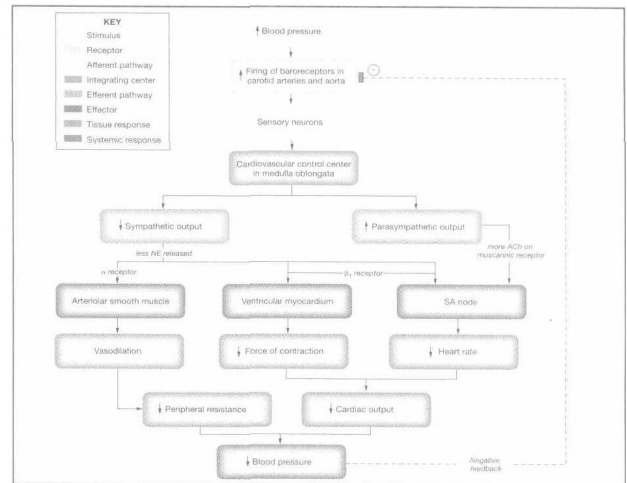 KEY
Stimulus
Receptor
Afferent pathway
Integrating center
Efferent pathway
Effector
Tissue response
Systemic response
↑ Blood pressure
↑ Firing of baroreceptors in
carotid arteries and aorta
−
Sensory neurons
Cardiovascular control center
in medulla oblongata
↓ Sympathetic output
↑ Parasympathetic output
less NE released
more ACh on
muscarinic receptor
α receptor
β₁ receptor
Arteriolar smooth muscle
Ventricular myocardium
SA node
Vasodilation
↓ Force of contraction
↓ Heart rate
↓ Peripheral resistance
↓ Cardiac output
↓ Blood pressure
Negative
feedback